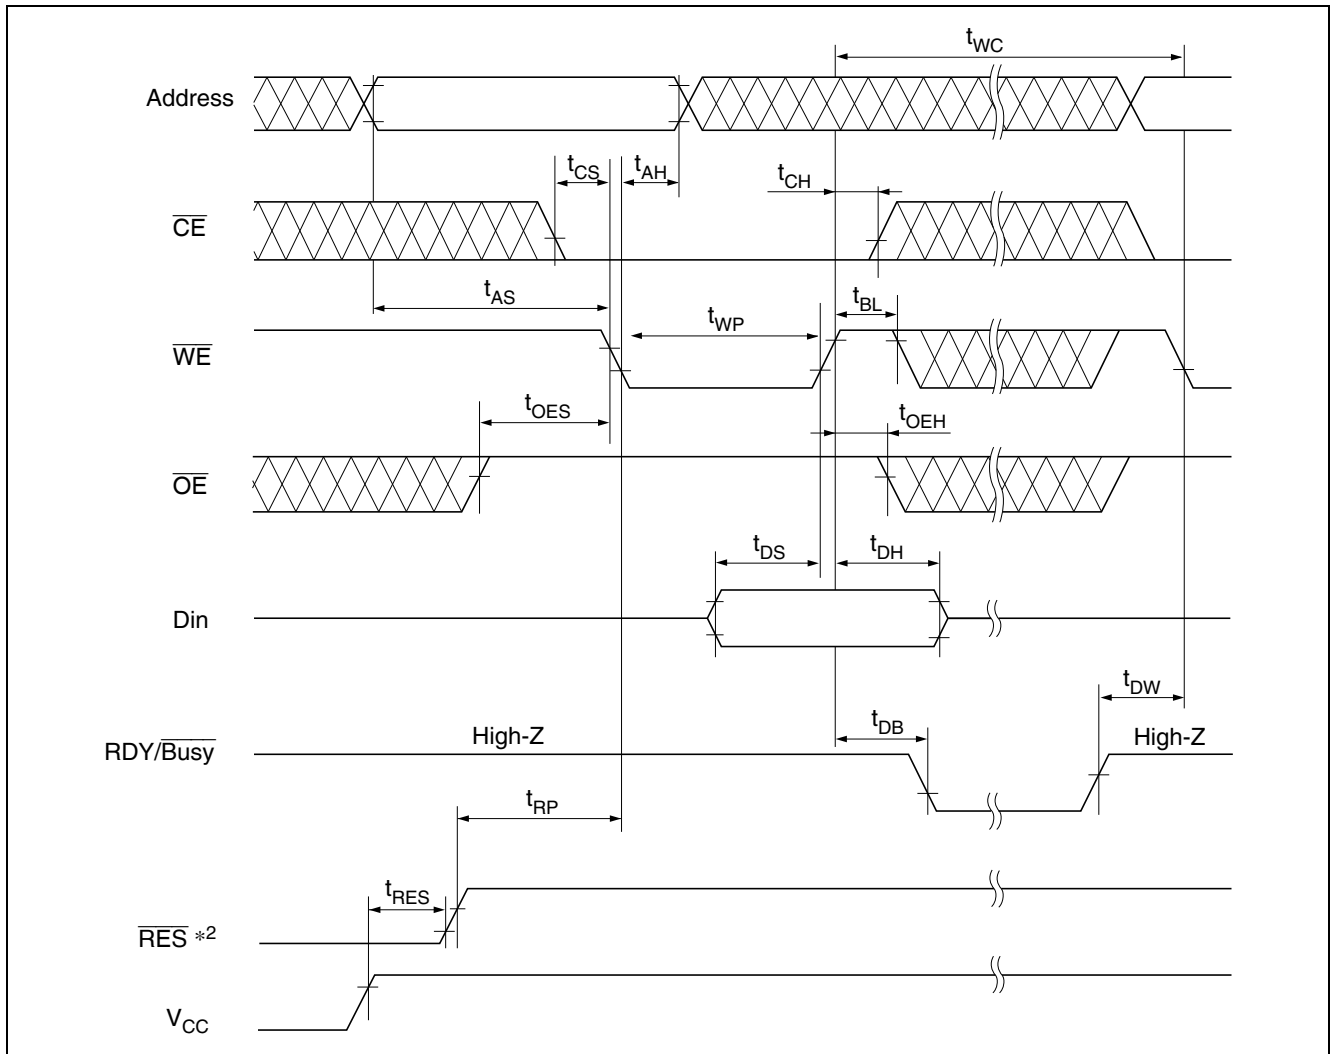 tWC
Address
tCS
tAH
tCH
CE
tAS
tBL
tWP
WE
tOES
tOEH
OE
tDS
tDH
Din
tDW
tDB
High-Z
High-Z
RDY/Busy
tRP
tRES
RES *2
VCC